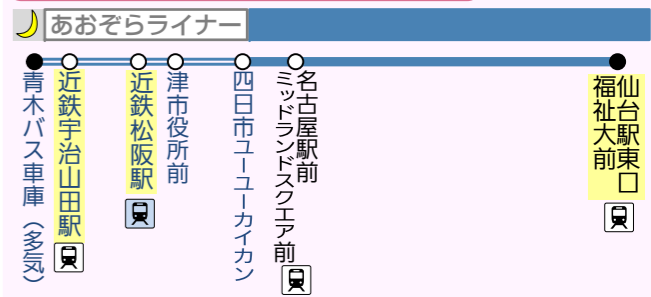 あおぞらライナー
青木バス車庫（多気）
近鉄宇治山田駅
近鉄松阪駅
津市役所前
四日市ユーユーカイカン
名古屋駅前
ミッドランドスクエア前
仙台駅東口
福祉大前